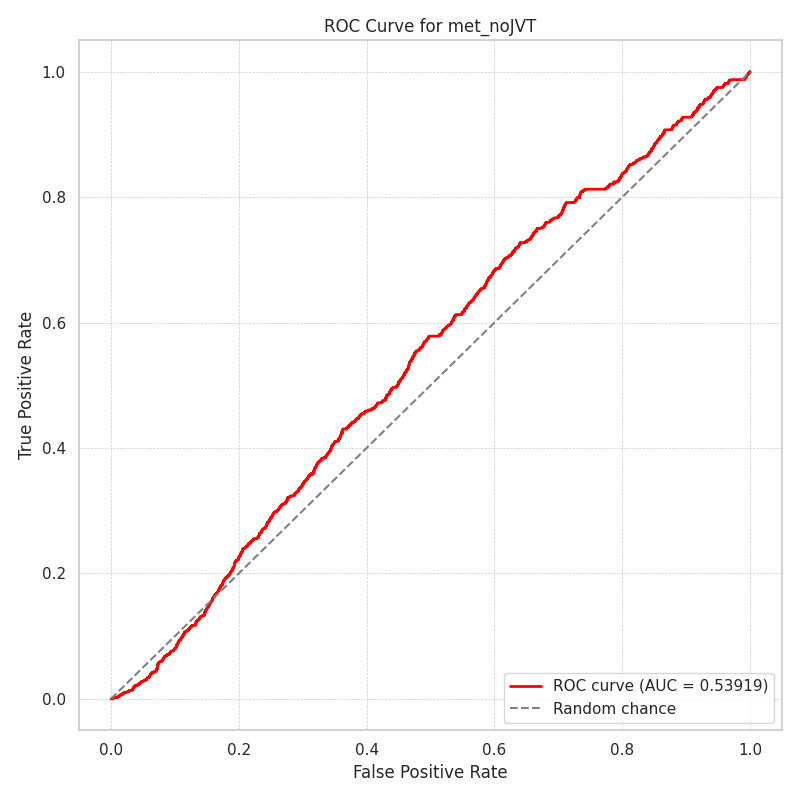 ROC Curve for met_noJVT
True Positive Rate
1.0
0.8
0.6
0.4
0.2
0.0
0.0 0.2 0.4 0.6 0.8 1.0
False Positive Rate
ROC curve (AUC = 0.53919)
Random chance